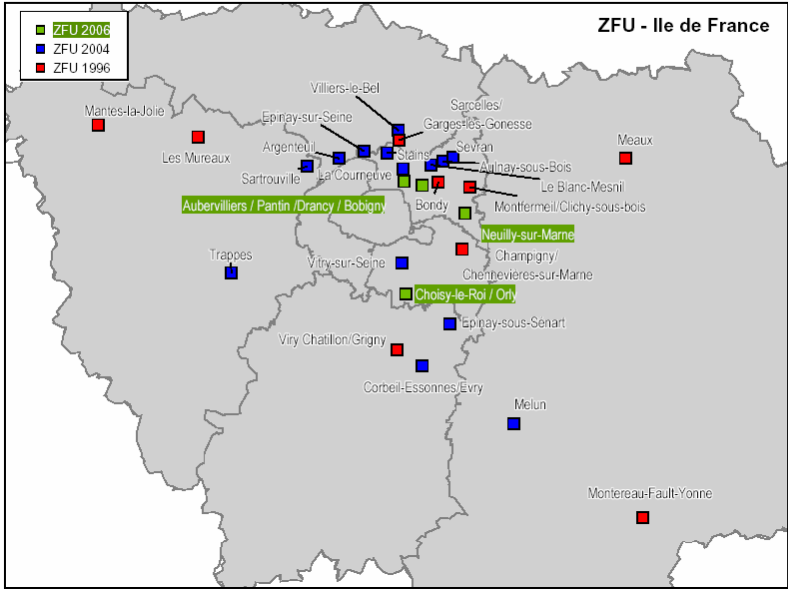 ZFU - Ile de France
ZFU 2006
ZFU 2004
ZFU 1996
Villiers-le-Bel
Sarcelles/
Garges-les-Gonesse
Mantes-la-Jolie
Epinay-sur-Seine
Les Mureaux
Argenteuil
Stains
Sevran
Meaux
Sartrouville
La Courneuve
Aulnay-sous-Bois
Le Blanc-Mesnil
Aubervilliers / Pantin /Drancy / Bobigny
Bondy
Montfermeil/Clichy-sous-bois
Neuilly-sur-Marne
Trappes
Vitry-sur-Seine
Champigny/
Chennevières-sur-Marne
Choisy-le-Roi / Orly
Epinay-sous-Senart
Viry Chatillon/Grigny
Corbeil-Essonnes/Evry
Melun
Montereau-Fault-Yonne